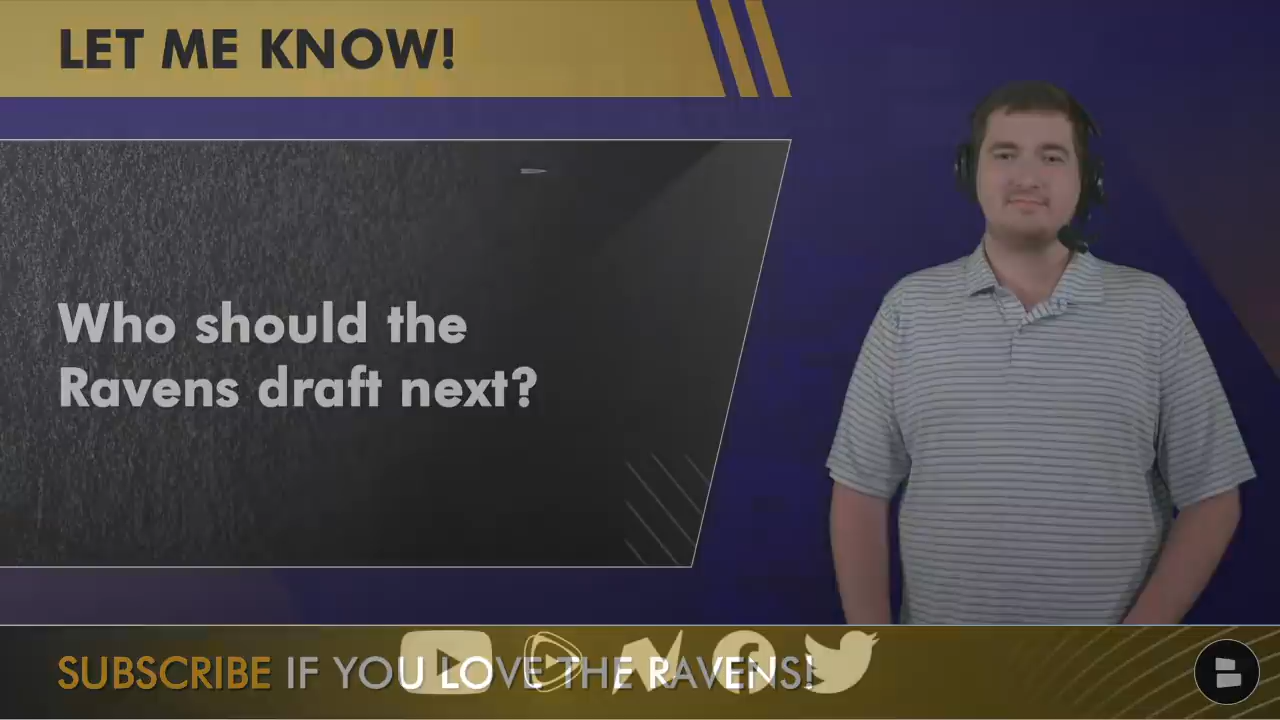 LET ME KNOW!
Who should the
Ravens draft next?
SUBSCRIBE IF YOU LOVE THE RAVENS!